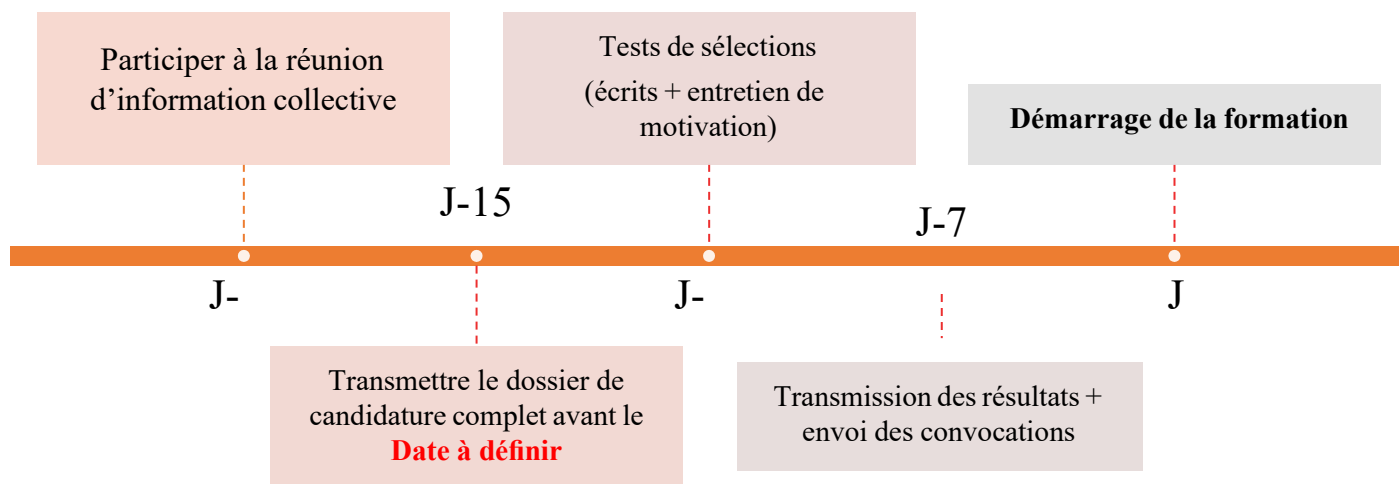 Participer à la réunion
d’information collective
Tests de sélections
(écrits + entretien de
motivation)
Démarrage de la formation
J-15
J-7
J-
J-
J
Transmettre le dossier de
candidature complet avant le
Date à définir
Transmission des résultats +
envoi des convocations